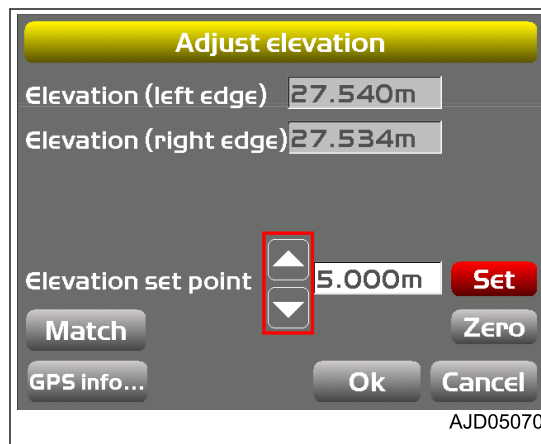 Adjust elevation
Elevation (left edge) 27.540m
Elevation (right edge) 27.534m
Elevation set point 5.000m Set
Match Zero
GPS info... Ok Cancel
AJD05070